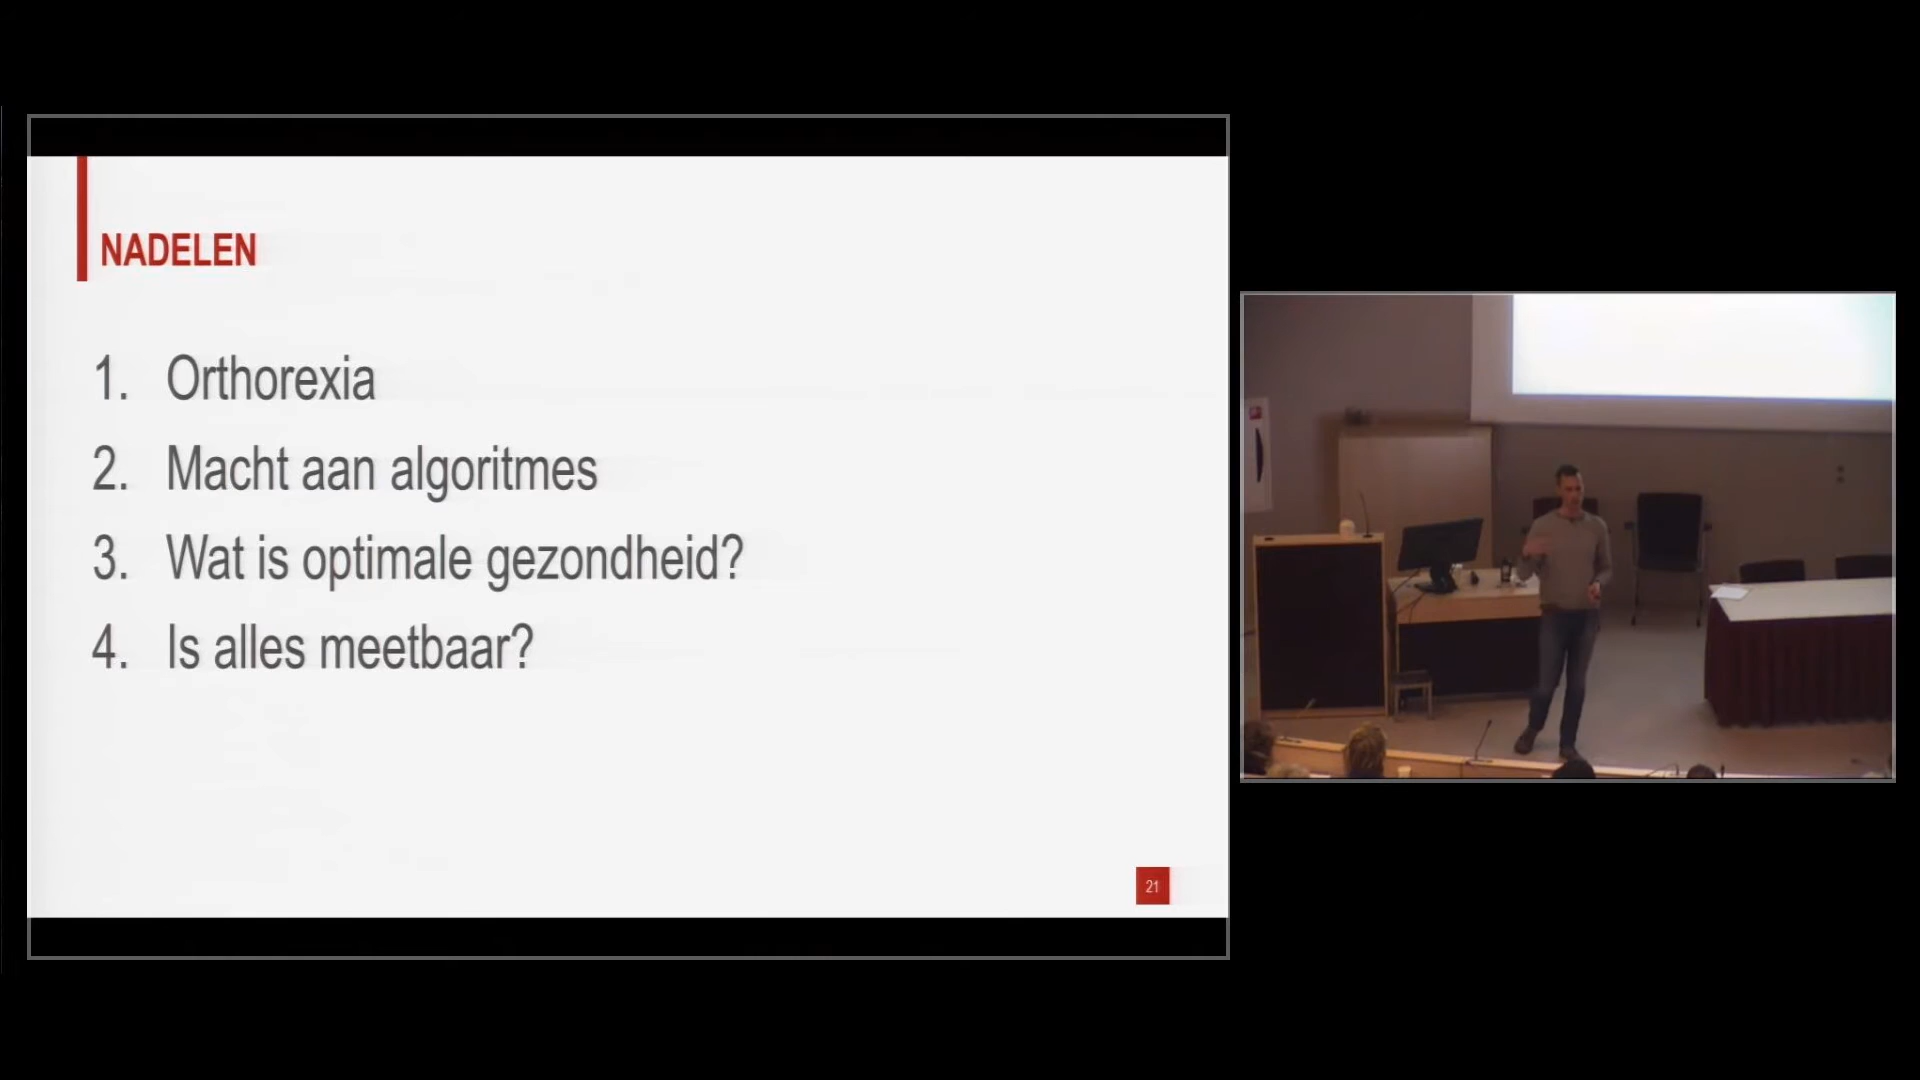 NADELEN
1. Orthorexia
2. Macht aan algoritmes
3. Wat is optimale gezondheid?
4. Is alles meetbaar?
21